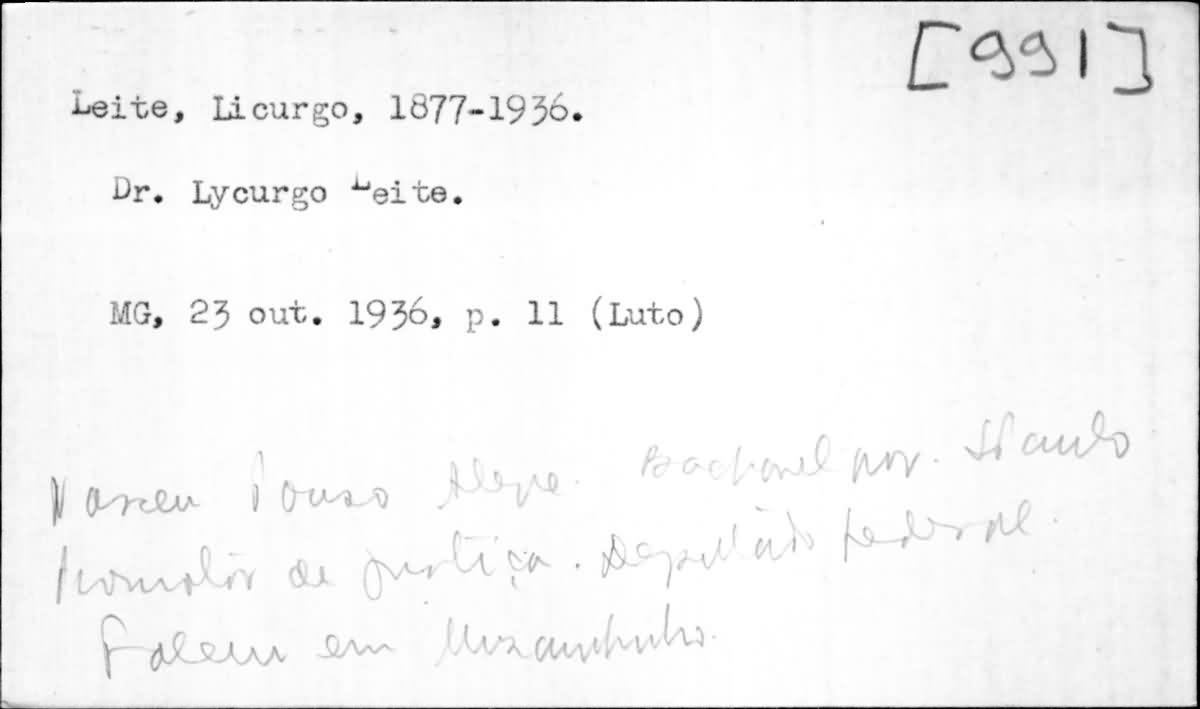 [991]
Leite, Licurgo, 1877-1936.
Dr. Lycurgo Leite.
MG, 23 out. 1936, p. 11 (Luto)
Nasceu Pouso Alegre. Bacharel por S. Paulo
Promotor de justiça. Deputado federal.
Faleceu em Muzambinho.